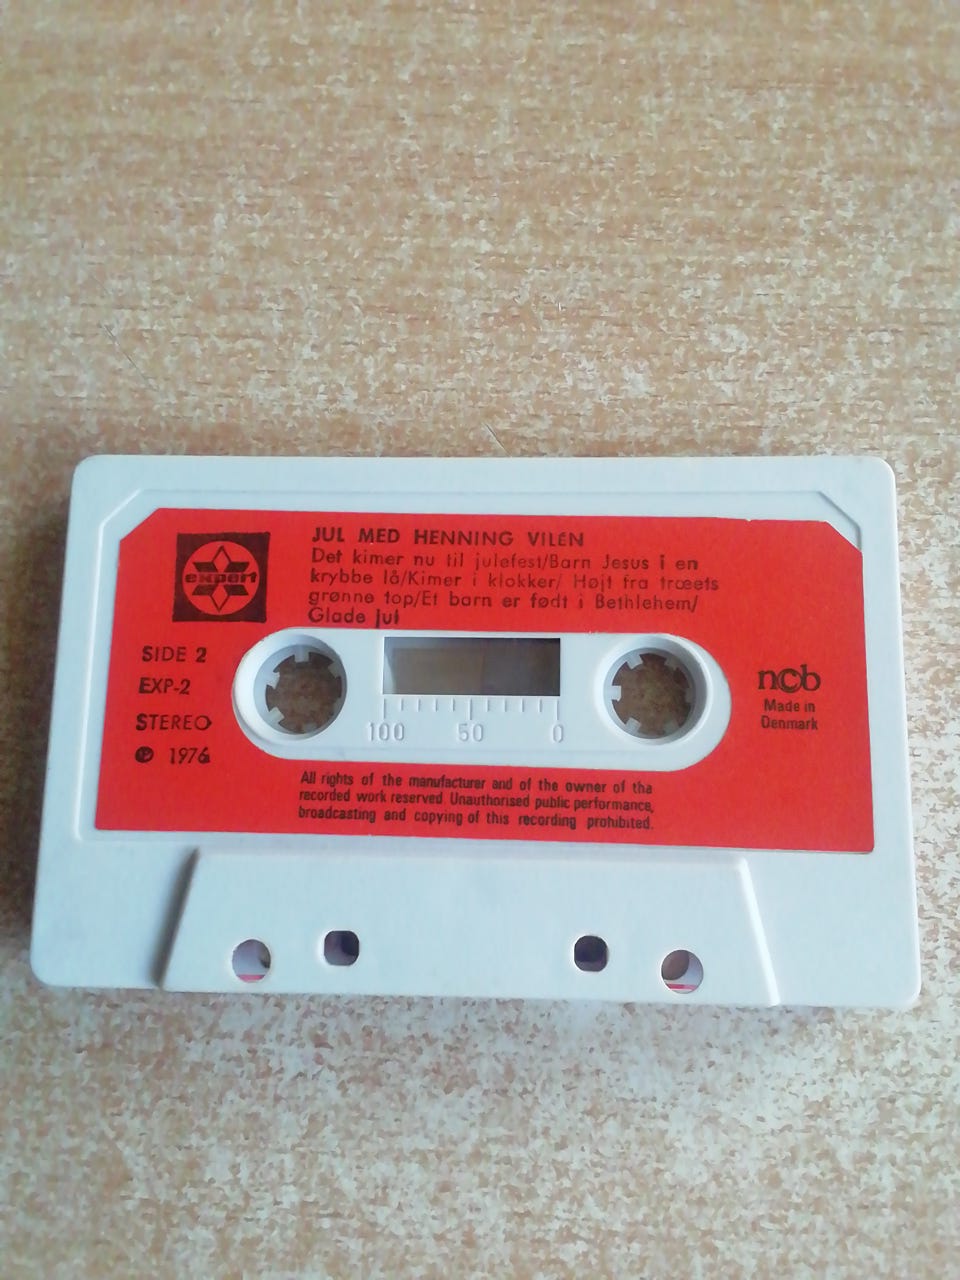 JUL MED HENNING VILÉN
Det kimer nu til julefest/Barn Jesus i en
krybbe lå/Kimer i klokker/ Højt fra træets
grønne top/Et barn er født i Bethlehem/
Glade jul
expert
SIDE 2
EXP-2
STEREO
℗ 1976
100 50 0
ncb
Made in
Denmark
All rights of the manufacturer and of the owner of the
recorded work reserved. Unauthorised public performance,
broadcasting and copying of this recording prohibited.